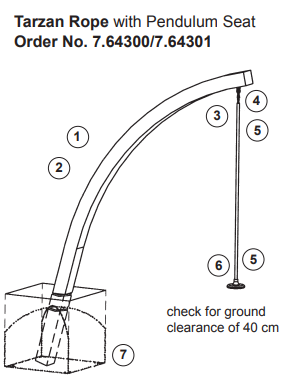 Tarzan Rope with Pendulum Seat
Order No. 7.64300/7.64301
4
3
1
5
2
6 5
check for ground
clearance of 40 cm
7